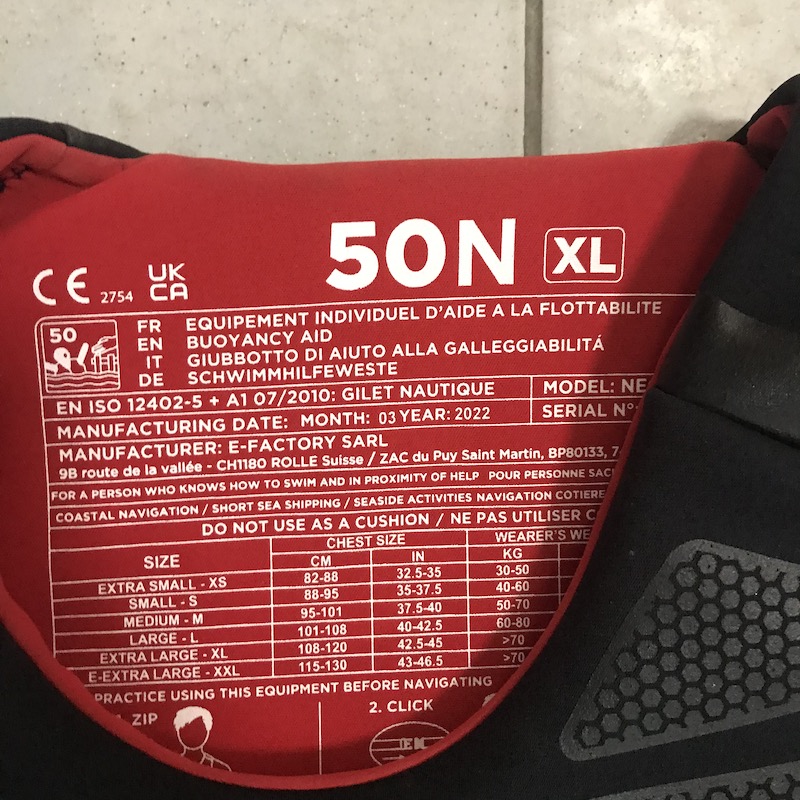 50N XL
CE 2754 UK CA
50
FR EQUIPEMENT INDIVIDUEL D'AIDE A LA FLOTTABILITE
EN BUOYANCY AID
IT GIUBBOTTO DI AIUTO ALLA GALLEGGIABILITÁ
DE SCHWIMMHILFEWESTE
EN ISO 12402-5 + A1 07/2010: GILET NAUTIQUE MODEL:
MANUFACTURING DATE: MONTH: 03 YEAR: 2022 SERIAL N°
MANUFACTURER: E-FACTORY SARL
9B route de la vallée - CH1180 ROLLE Suisse / ZAC du Puy Saint Martin, BP80133,
FOR A PERSON WHO KNOWS HOW TO SWIM AND IN PROXIMITY OF HELP POUR PERSONNE
COASTAL NAVIGATION / SHORT SEA SHIPPING / SEASIDE ACTIVITIES NAVIGATION COTIERE
DO NOT USE AS A CUSHION / NE PAS UTILISER
CHEST SIZE WEARER'S
SIZE CM IN KG
EXTRA SMALL - XS 82-88 32.5-35 30-50
SMALL - S 88-95 35-37.5 40-60
MEDIUM - M 95-101 37.5-40 50-70
LARGE - L 101-108 40-42.5 60-80
EXTRA LARGE - XL 108-120 42.5-45 >70
E-EXTRA LARGE - XXL 115-130 43-46.5 >70
PRACTICE USING THIS EQUIPMENT BEFORE NAVIGATING
ZIP 2. CLICK